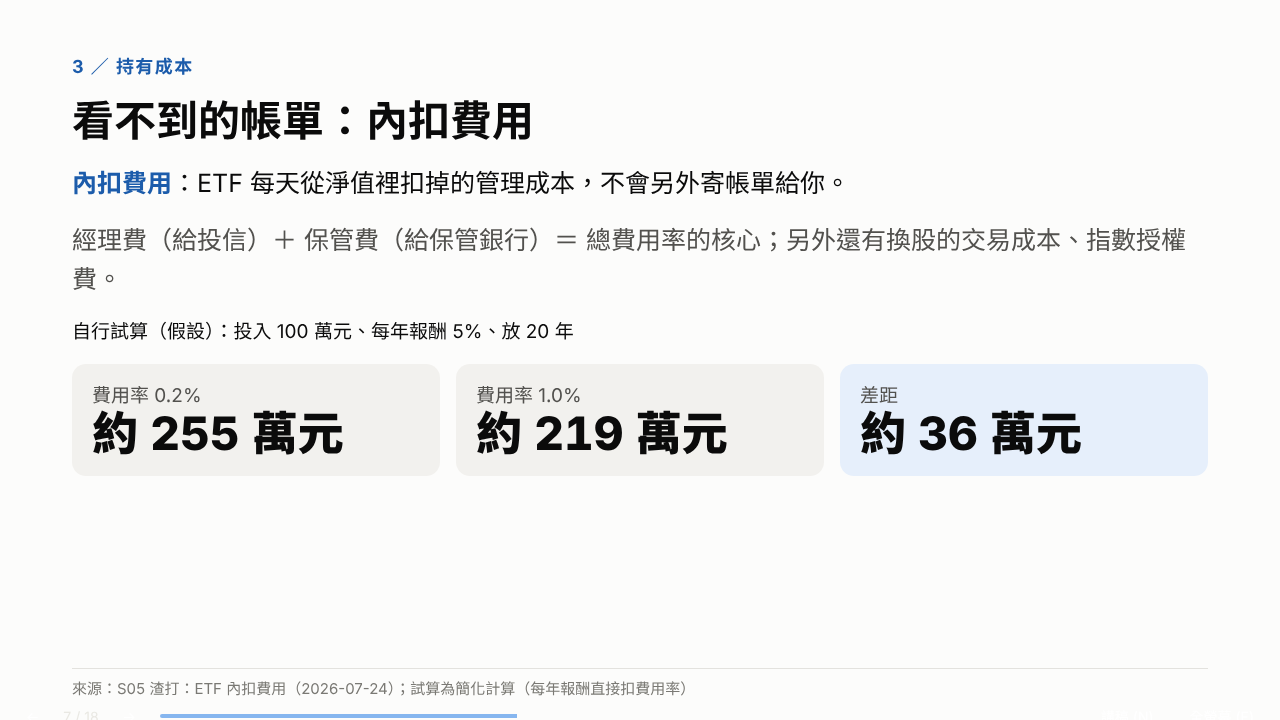 3 ／ 持有成本
看不到的帳單：內扣費用
內扣費用：ETF 每天從淨值裡扣掉的管理成本，不會另外寄帳單給你。
經理費（給投信）＋ 保管費（給保管銀行）＝ 總費用率的核心；另外還有換股的交易成本、指數授權
費。
自行試算（假設）：投入 100 萬元、每年報酬 5%、放 20 年
費用率 0.2%
約 255 萬元
費用率 1.0%
約 219 萬元
差距
約 36 萬元
來源：S05 渣打：ETF 內扣費用（2026-07-24）；試算為簡化計算（每年報酬直接扣費用率）
7 / 18